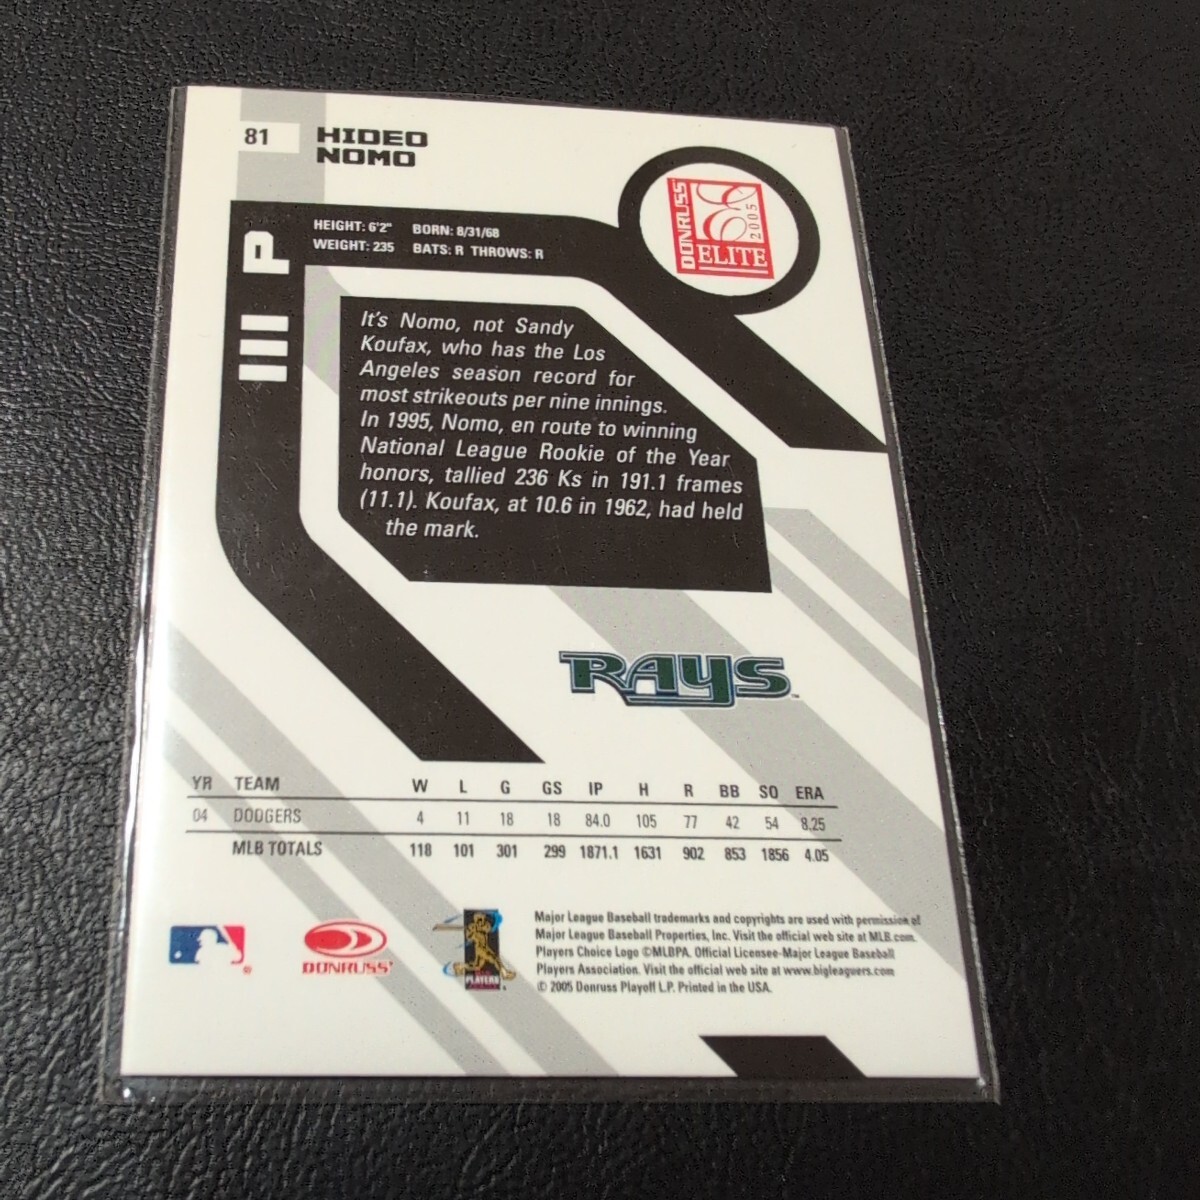 81
HIDEO
NOMO
DONRUSS
E
2005
ELITE
P
HEIGHT: 6'2" BORN: 8/31/68
WEIGHT: 235 BATS: R THROWS: R
It's Nomo, not Sandy
Koufax, who has the Los
Angeles season record for
most strikeouts per nine innings.
In 1995, Nomo, en route to winning
National League Rookie of the Year
honors, tallied 236 Ks in 191.1 frames
(11.1). Koufax, at 10.6 in 1962, had held
the mark.
RAYS
YR TEAM W L G GS IP H R BB SO ERA
04 DODGERS 4 11 18 18 84.0 105 77 42 54 8.25
MLB TOTALS 118 101 301 299 1871.1 1631 902 853 1856 4.05
DONRUSS
PLAYERS
Major League Baseball trademarks and copyrights are used with permission of
Major League Baseball Properties, Inc. Visit the official web site at MLB.com.
Players Choice Logo ©MLBPA. Official Licensee-Major League Baseball
Players Association. Visit the official web site at www.bigleaguers.com
© 2005 Donruss Playoff L.P. Printed in the USA.